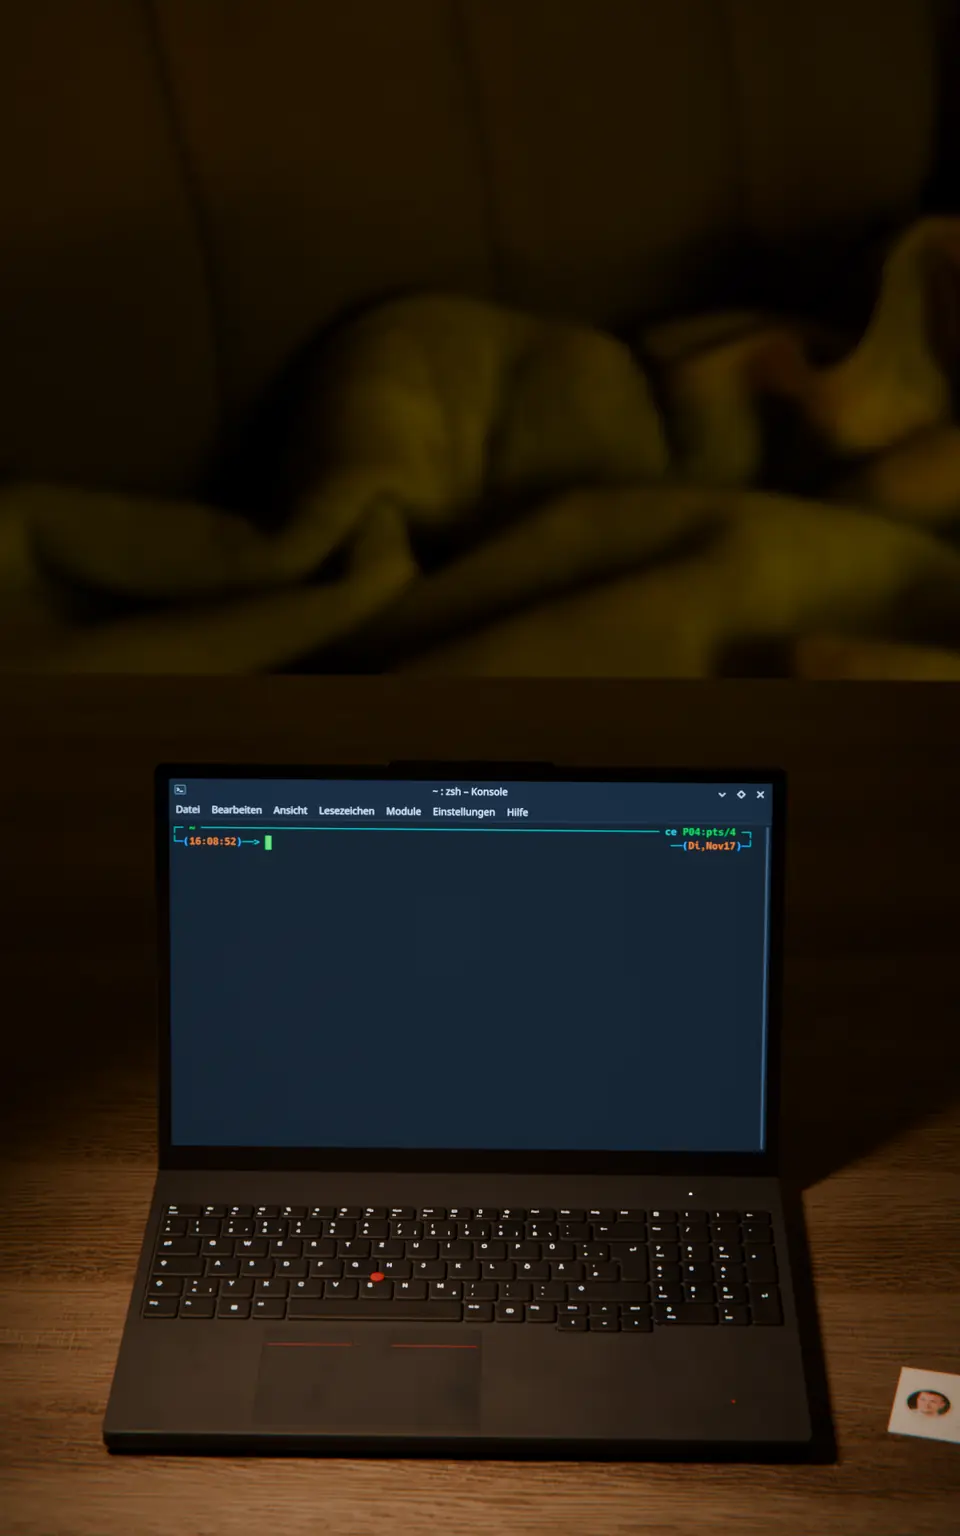 ~ : zsh – Konsole
Datei Bearbeiten Ansicht Lesezeichen Module Einstellungen Hilfe
~ ce P04:pts/4
(16:08:52)—> —(Di,Nov17)
Q W E R T Z U I O P Ü
A S D F G H J K L Ö Ä
Y X C V B N M